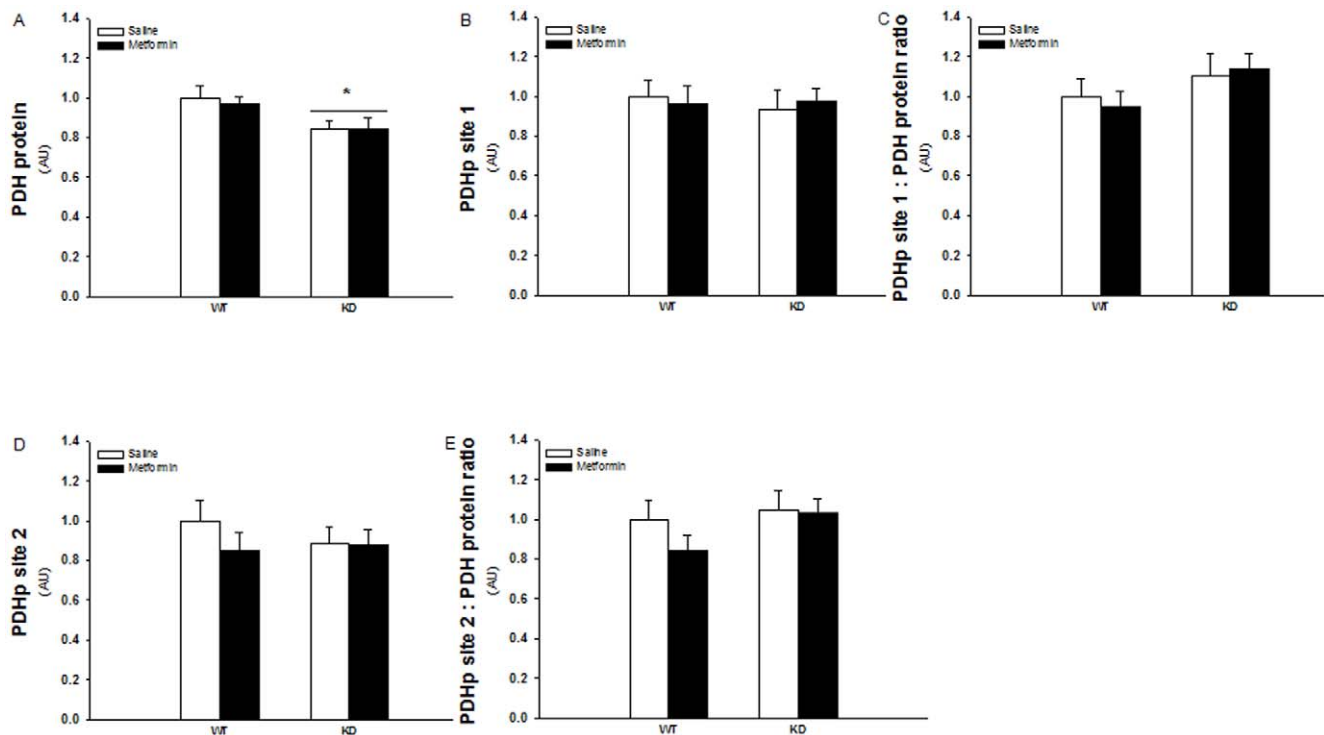 A
PDH protein
(AU)
1.4
1.2
1.0
0.8
0.6
0.4
0.2
0.0
Saline
Metformin
*
WT
KD
B
PDHp site 1
(AU)
1.4
1.2
1.0
0.8
0.6
0.4
0.2
0.0
Saline
Metformin
WT
KD
C
PDHp site 1 : PDH protein ratio
(AU)
1.4
1.2
1.0
0.8
0.6
0.4
0.2
0.0
Saline
Metformin
WT
KD
D
PDHp site 2
(AU)
1.4
1.2
1.0
0.8
0.6
0.4
0.2
0.0
Saline
Metformin
WT
KD
E
PDHp site 2 : PDH protein ratio
(AU)
1.4
1.2
1.0
0.8
0.6
0.4
0.2
0.0
Saline
Metformin
WT
KD